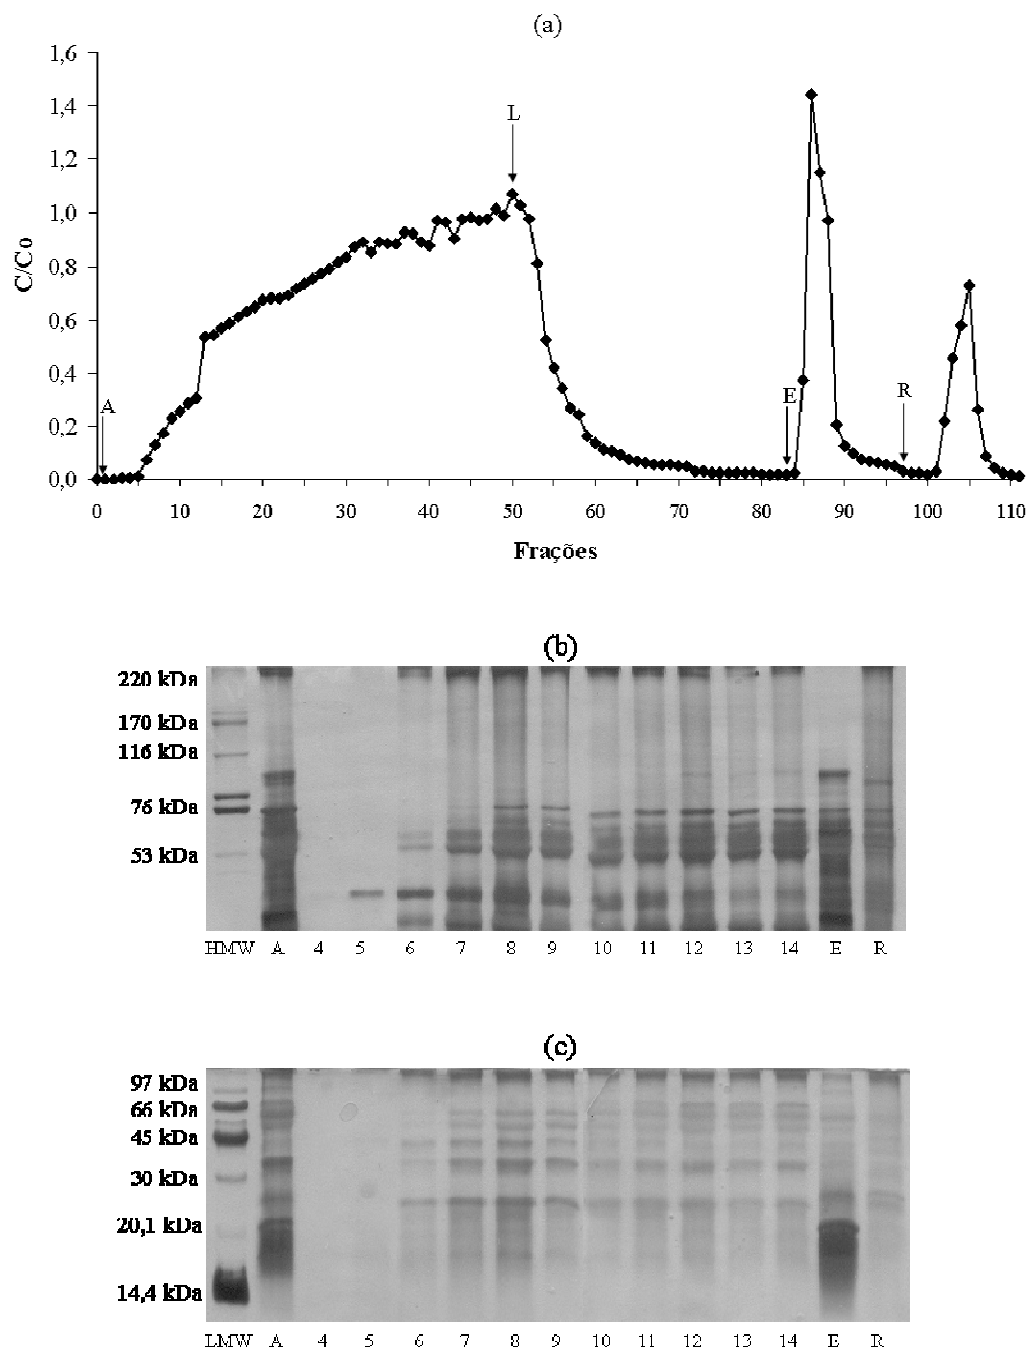 (a)
1,6
1,4
1,2
1,0
0,8
0,6
0,4
0,2
0,0
C/Co
A
L
E
R
0 10 20 30 40 50 60 70 80 90 100 110
Frações
(b)
220 kDa
170 kDa
116 kDa
76 kDa
53 kDa
HMW A 4 5 6 7 8 9 10 11 12 13 14 E R
(c)
97 kDa
66 kDa
45 kDa
30 kDa
20,1 kDa
14,4 kDa
LMW A 4 5 6 7 8 9 10 11 12 13 14 E R